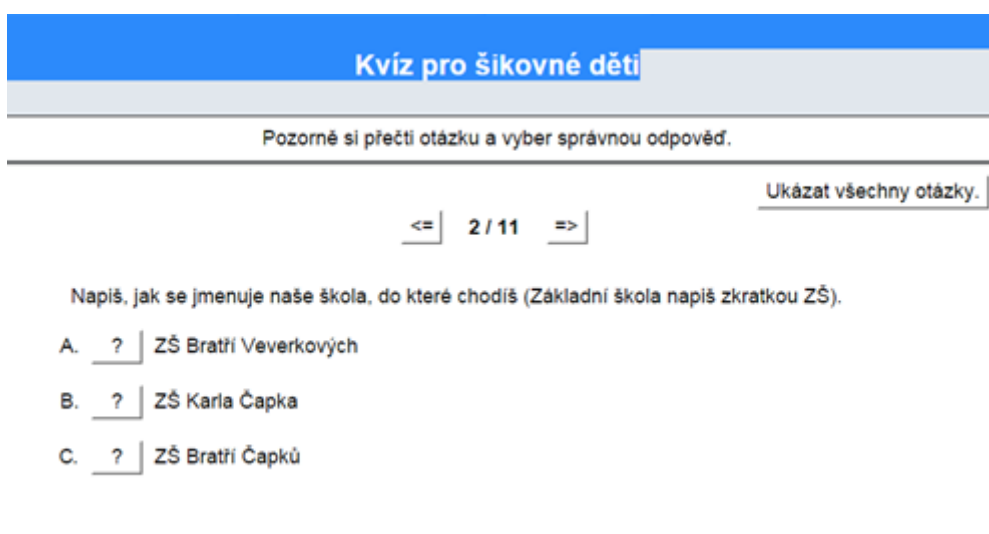 Kvíz pro šikovné děti
Pozorně si přečti otázku a vyber správnou odpověď.
Ukázat všechny otázky.
<= 2 / 11 =>
Napiš, jak se jmenuje naše škola, do které chodíš (Základní škola napiš zkratkou ZŠ).
A. ? ZŠ Bratří Veverkových
B. ? ZŠ Karla Čapka
C. ? ZŠ Bratří Čapků